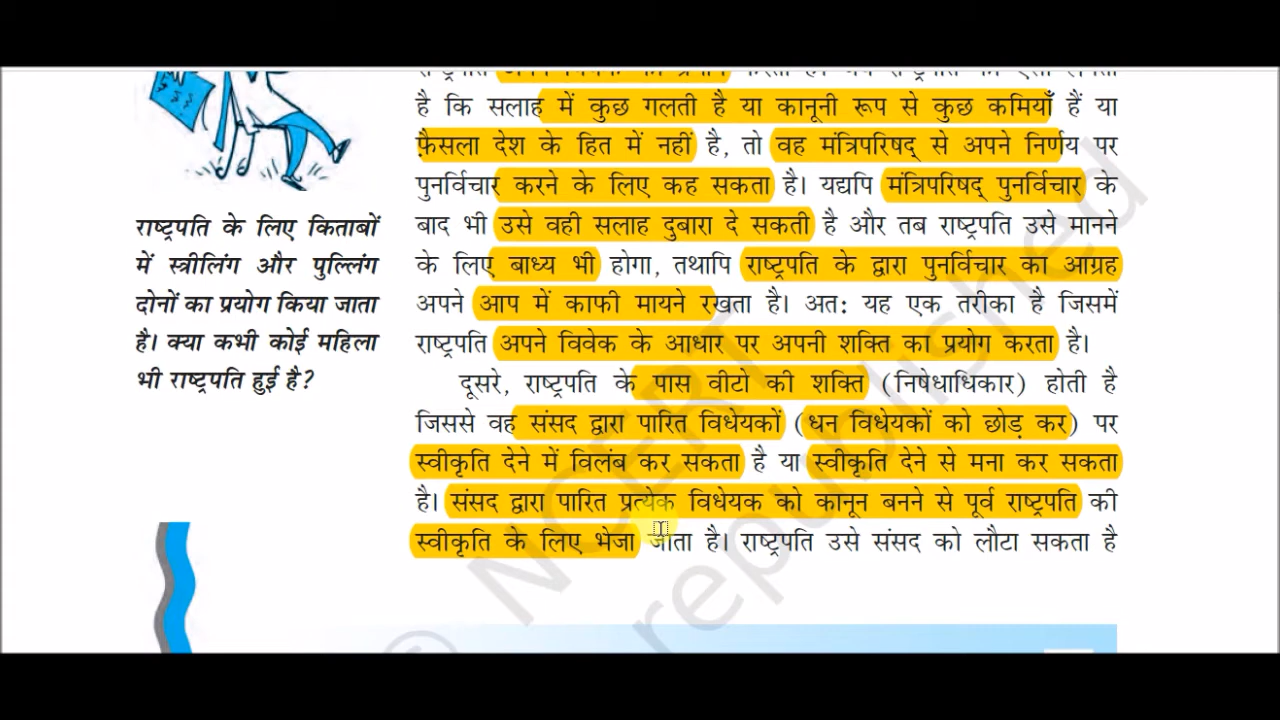 है कि सलाह में कुछ गलती है या कानूनी रूप से कुछ कमियाँ हैं या
फ़ैसला देश के हित में नहीं है, तो वह मंत्रिपरिषद् से अपने निर्णय पर
पुनर्विचार करने के लिए कह सकता है। यद्यपि मंत्रिपरिषद् पुनर्विचार के
बाद भी उसे वही सलाह दुबारा दे सकती है और तब राष्ट्रपति उसे मानने
के लिए बाध्य भी होगा, तथापि राष्ट्रपति के द्वारा पुनर्विचार का आग्रह
अपने आप में काफी मायने रखता है। अत: यह एक तरीका है जिसमें
राष्ट्रपति अपने विवेक के आधार पर अपनी शक्ति का प्रयोग करता है।
दूसरे, राष्ट्रपति के पास वीटो की शक्ति (निषेधाधिकार) होती है
जिससे वह संसद द्वारा पारित विधेयकों (धन विधेयकों को छोड़ कर) पर
स्वीकृति देने में विलंब कर सकता है या स्वीकृति देने से मना कर सकता
है। संसद द्वारा पारित प्रत्येक विधेयक को कानून बनने से पूर्व राष्ट्रपति की
स्वीकृति के लिए भेजा जाता है। राष्ट्रपति उसे संसद को लौटा सकता है
राष्ट्रपति के लिए किताबों
में स्त्रीलिंग और पुल्लिंग
दोनों का प्रयोग किया जाता
है। क्या कभी कोई महिला
भी राष्ट्रपति हुई है?
© NCERT
republished